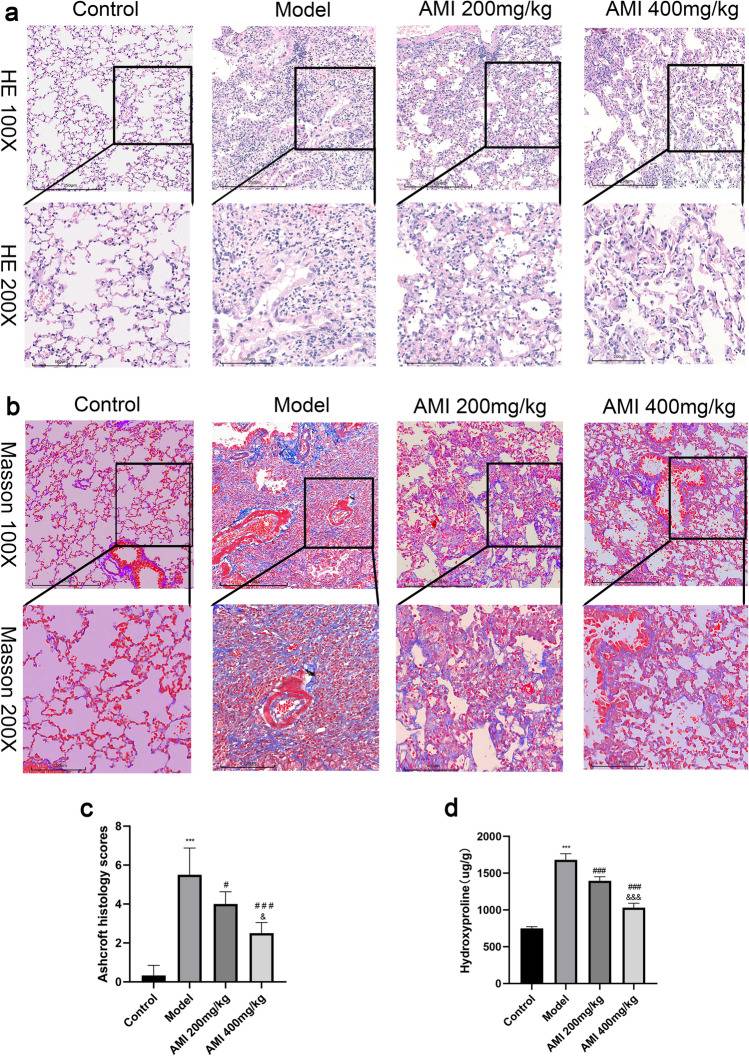 a
Control Model AMI 200mg/kg AMI 400mg/kg
HE 100X
HE 200X
b
Control Model AMI 200mg/kg AMI 400mg/kg
Masson 100X
Masson 200X
c
Ashcroft histology scores
8
6
4
2
0
***
#
###
&
Control
Model
AMI 200mg/kg
AMI 400mg/kg
d
Hydroxyproline(ug/g)
2000
1500
1000
500
0
***
###
###
&&&
Control
Model
AMI 200mg/kg
AMI 400mg/kg